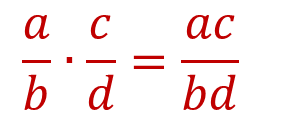 a/b · c/d = ac/bd